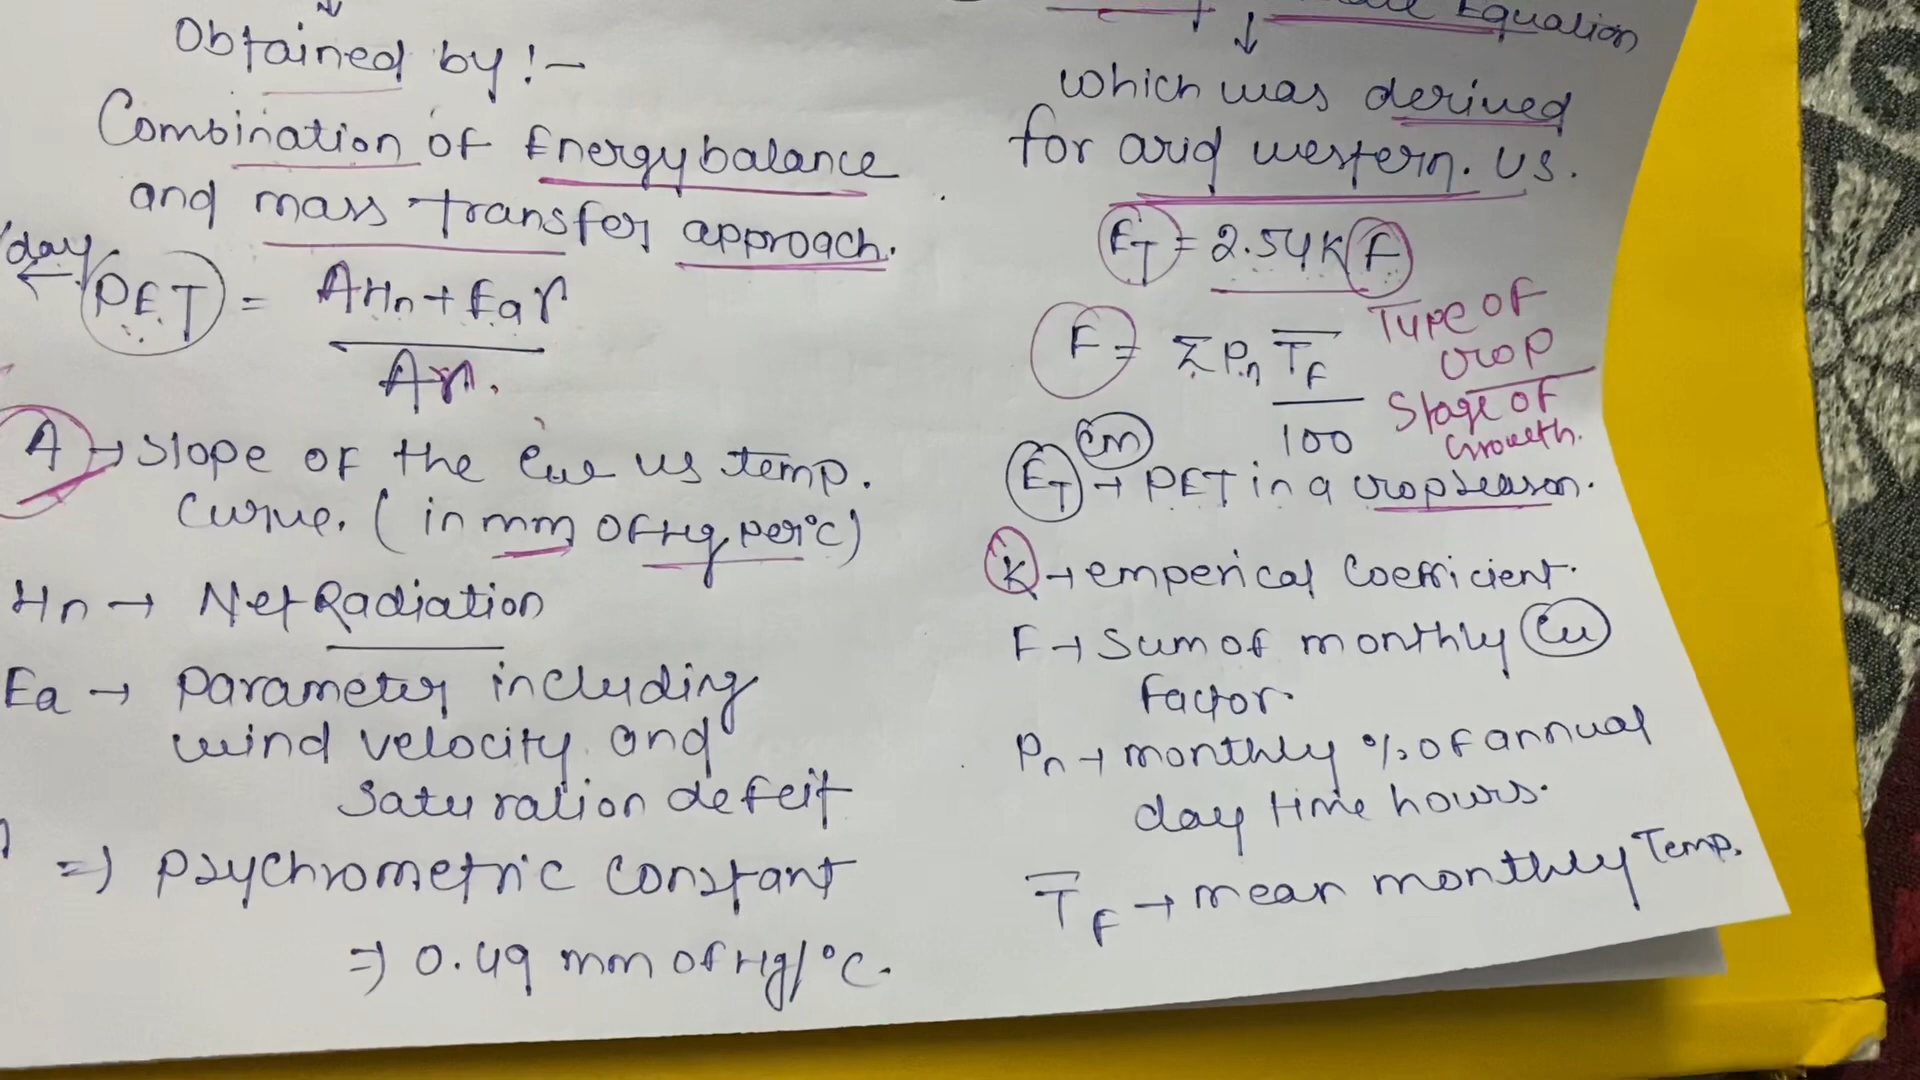 Obtained by:-
Combination of Energy balance
and mass transfer approach.
/day
PET = AHn + Eaγ
Aγ.
A → Slope of the
us temp.
curve. (in mm of Hg per°C)
Hn → Net Radiation
Ea → Parameter including
wind velocity and
saturation
=) Psychrometric constant
=) 0.49 mm of Hg/°C.
Equation
which was derived
for arid western. US.
ET = 2.54KF
F = Σ Pn TF
100
Type of
crop
Stage of
Growth.
cm
ET → PET in a crop season.
K → emperical coefficient.
F → Sum of monthly Cu
factor.
Pn → monthly % of annual
day time hours.
TF → mean monthly Temp.